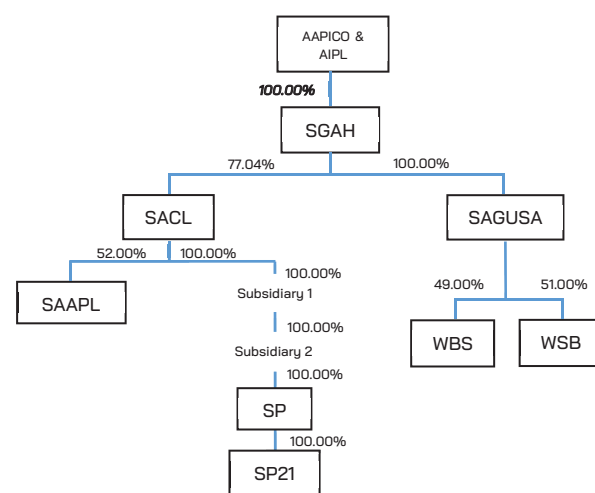 AAPICO &
AIPL
100.00%
SGAH
77.04%
100.00%
SACL
SAGUSA
52.00%
100.00%
100.00%
49.00%
51.00%
SAAPL
Subsidiary 1
100.00%
WBS
WSB
Subsidiary 2
100.00%
SP
100.00%
SP21